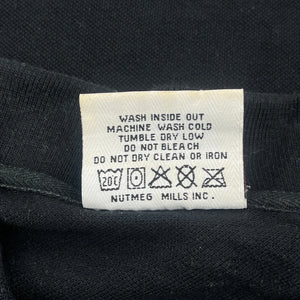 WASH INSIDE OUT
MACHINE WASH COLD
TUMBLE DRY LOW
DO NOT BLEACH
DO NOT DRY CLEAN OR IRON
20C
NUTMEG MILLS INC.